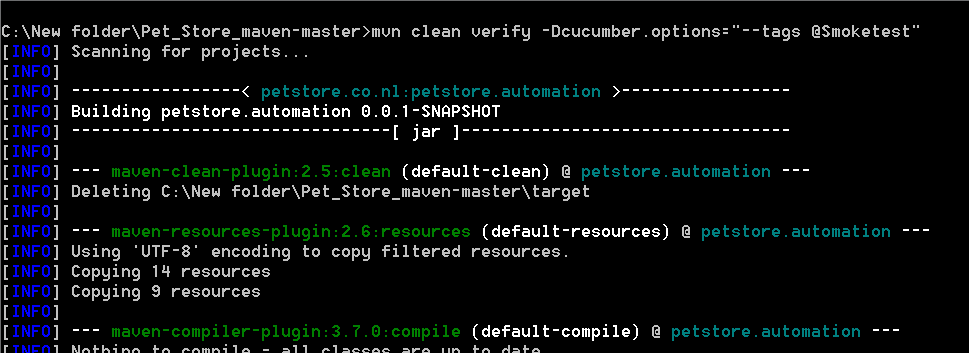 C:\New folder\Pet_Store_maven-master>mvn clean verify -Dcucumber.options="--tags @Smoketest"
[INFO] Scanning for projects...
[INFO]
[INFO] -----------------< petstore.co.nl:petstore.automation >-----------------
[INFO] Building petstore.automation 0.0.1-SNAPSHOT
[INFO] --------------------------------[ jar ]---------------------------------
[INFO]
[INFO] --- maven-clean-plugin:2.5:clean (default-clean) @ petstore.automation ---
[INFO] Deleting C:\New folder\Pet_Store_maven-master\target
[INFO]
[INFO] --- maven-resources-plugin:2.6:resources (default-resources) @ petstore.automation ---
[INFO] Using 'UTF-8' encoding to copy filtered resources.
[INFO] Copying 14 resources
[INFO] Copying 9 resources
[INFO]
[INFO] --- maven-compiler-plugin:3.7.0:compile (default-compile) @ petstore.automation ---
[INFO] Nothing to compile - all classes are up to date